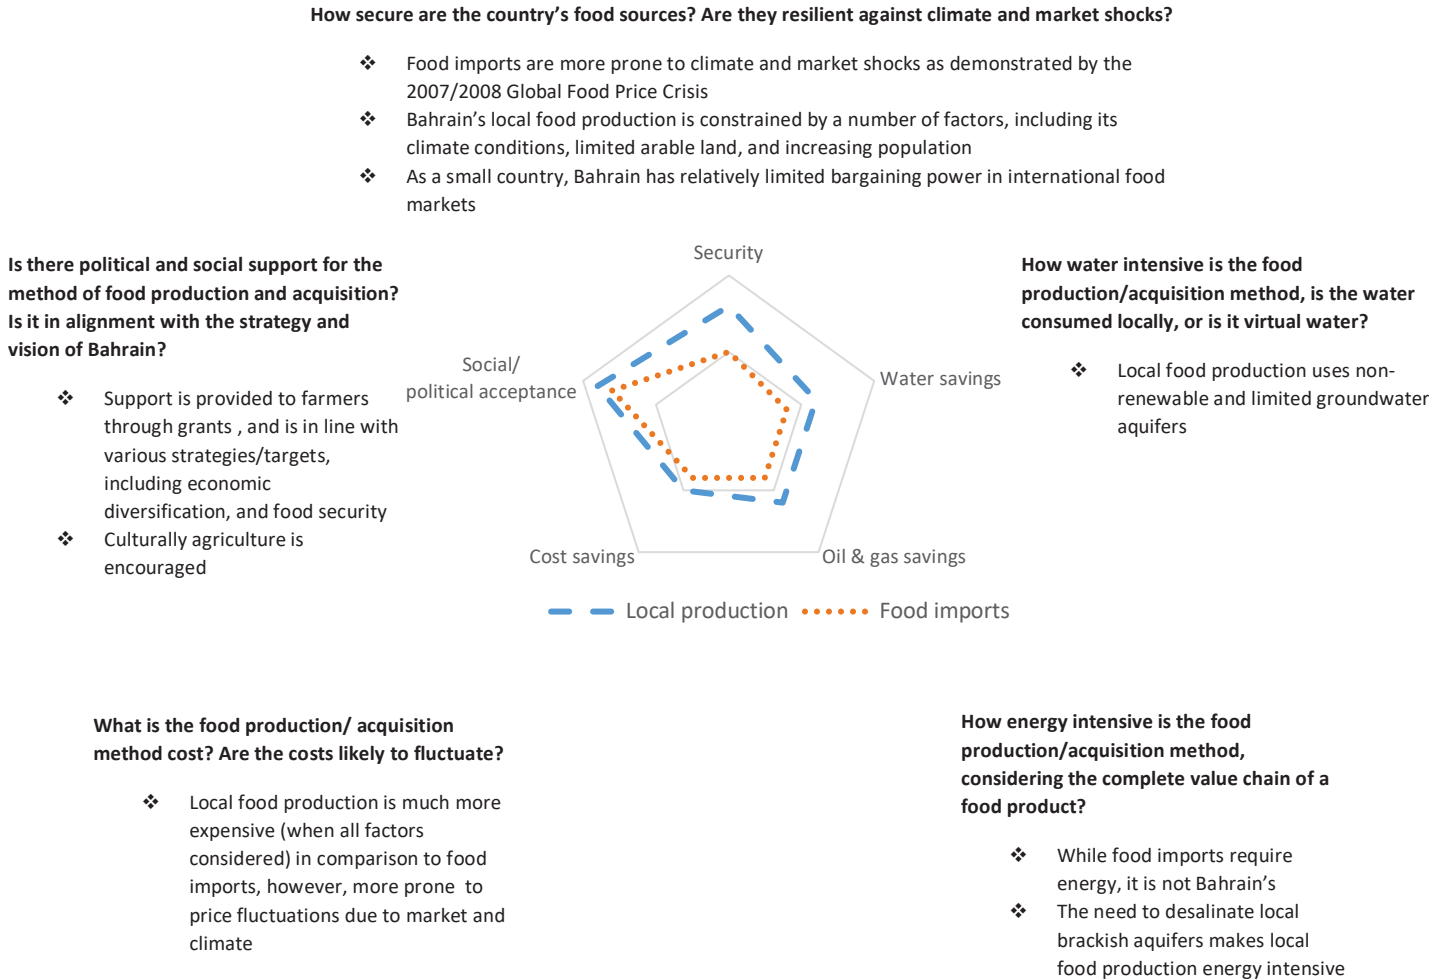 How secure are the country’s food sources? Are they resilient against climate and market shocks?
❖ Food imports are more prone to climate and market shocks as demonstrated by the
2007/2008 Global Food Price Crisis
❖ Bahrain’s local food production is constrained by a number of factors, including its
climate conditions, limited arable land, and increasing population
❖ As a small country, Bahrain has relatively limited bargaining power in international food
markets
Is there political and social support for the
method of food production and acquisition?
Is it in alignment with the strategy and
vision of Bahrain?
❖ Support is provided to farmers
through grants , and is in line with
various strategies/targets,
including economic
diversification, and food security
❖ Culturally agriculture is
encouraged
Security
Social/
political acceptance
Water savings
Cost savings
Oil & gas savings
Local production
Food imports
How water intensive is the food
production/acquisition method, is the water
consumed locally, or is it virtual water?
❖ Local food production uses non-
renewable and limited groundwater
aquifers
What is the food production/ acquisition
method cost? Are the costs likely to fluctuate?
❖ Local food production is much more
expensive (when all factors
considered) in comparison to food
imports, however, more prone to
price fluctuations due to market and
climate
How energy intensive is the food
production/acquisition method,
considering the complete value chain of a
food product?
❖ While food imports require
energy, it is not Bahrain’s
❖ The need to desalinate local
brackish aquifers makes local
food production energy intensive